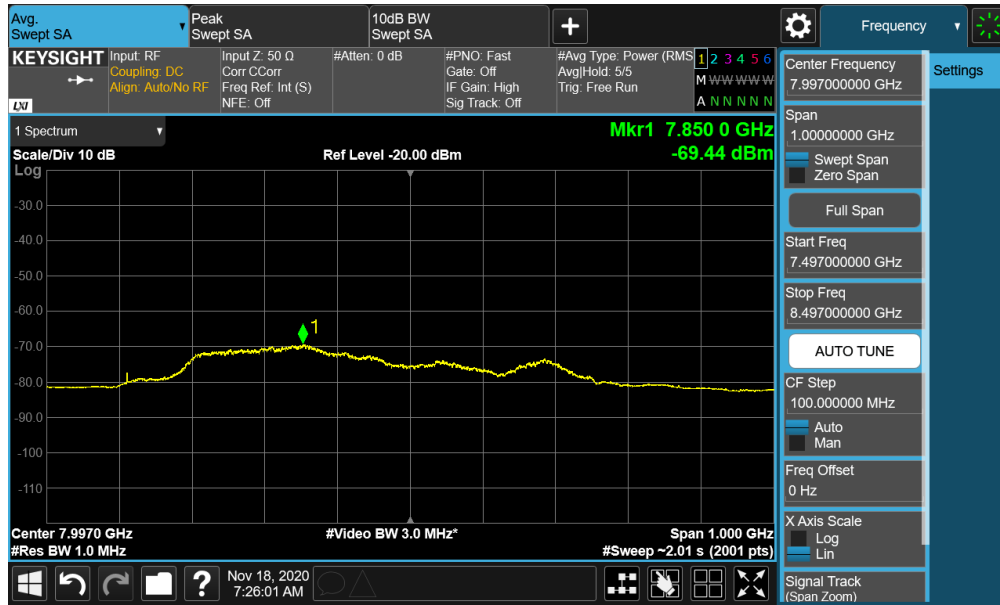 Avg.
Swept SA
Peak
Swept SA
10dB BW
Swept SA
Frequency
KEYSIGHT
LXI
Input: RF
Coupling: DC
Align: Auto/No RF
Input Z: 50 Ω
Corr CCorr
Freq Ref: Int (S)
NFE: Off
#Atten: 0 dB
#PNO: Fast
Gate: Off
IF Gain: High
Sig Track: Off
#Avg Type: Power (RMS
Avg|Hold: 5/5
Trig: Free Run
1 2 3 4 5 6
M W W W W W
A N N N N N
1 Spectrum
Mkr1 7.850 0 GHz
-69.44 dBm
Scale/Div 10 dB
Ref Level -20.00 dBm
Log
-30.0
-40.0
-50.0
-60.0
-70.0
-80.0
-90.0
-100
-110
1
Center 7.9970 GHz
#Video BW 3.0 MHz*
Span 1.000 GHz
#Res BW 1.0 MHz
#Sweep ~2.01 s (2001 pts)
Center Frequency
7.997000000 GHz
Span
1.00000000 GHz
Swept Span
Zero Span
Full Span
Start Freq
7.497000000 GHz
Stop Freq
8.497000000 GHz
AUTO TUNE
CF Step
100.000000 MHz
Auto
Man
Freq Offset
0 Hz
X Axis Scale
Log
Lin
Signal Track
(Span Zoom)
Settings
?
Nov 18, 2020
7:26:01 AM